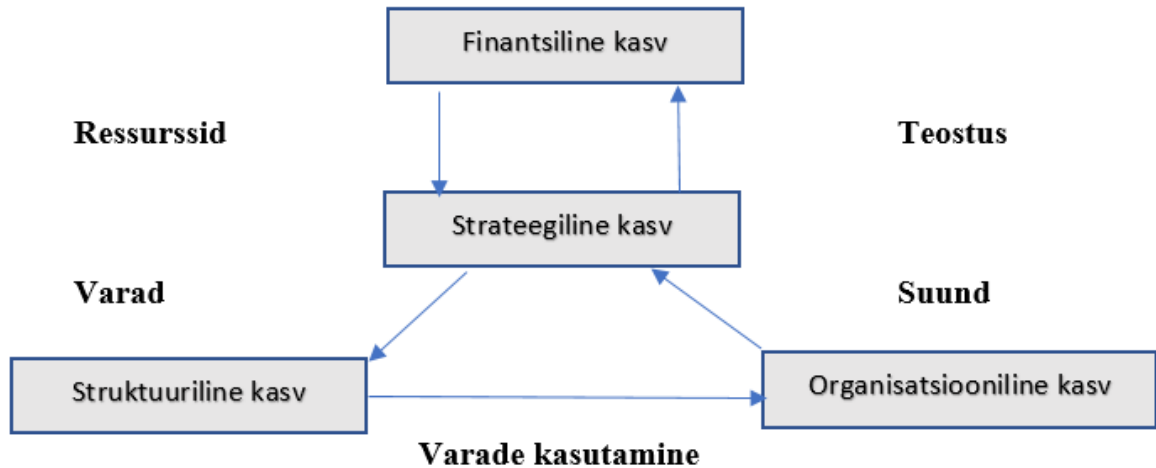 Finantsiline kasv
Ressurssid
Teostus
Strateegiline kasv
Varad
Suund
Struktuuriline kasv
Organisatsiooniline kasv
Varade kasutamine